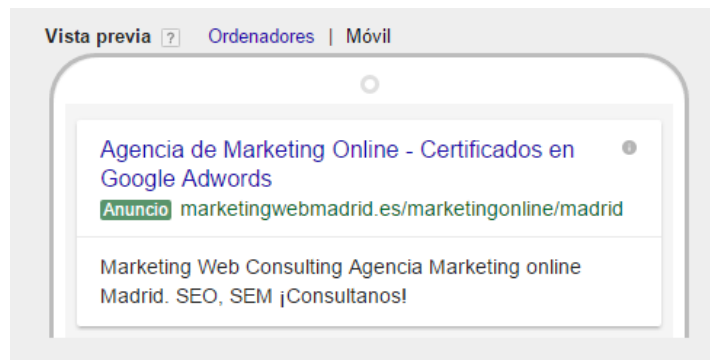 Vista previa ? Ordenadores | Móvil
Agencia de Marketing Online - Certificados en
Google Adwords
Anuncio marketingwebmadrid.es/marketingonline/madrid
Marketing Web Consulting Agencia Marketing online
Madrid. SEO, SEM ¡Consultanos!